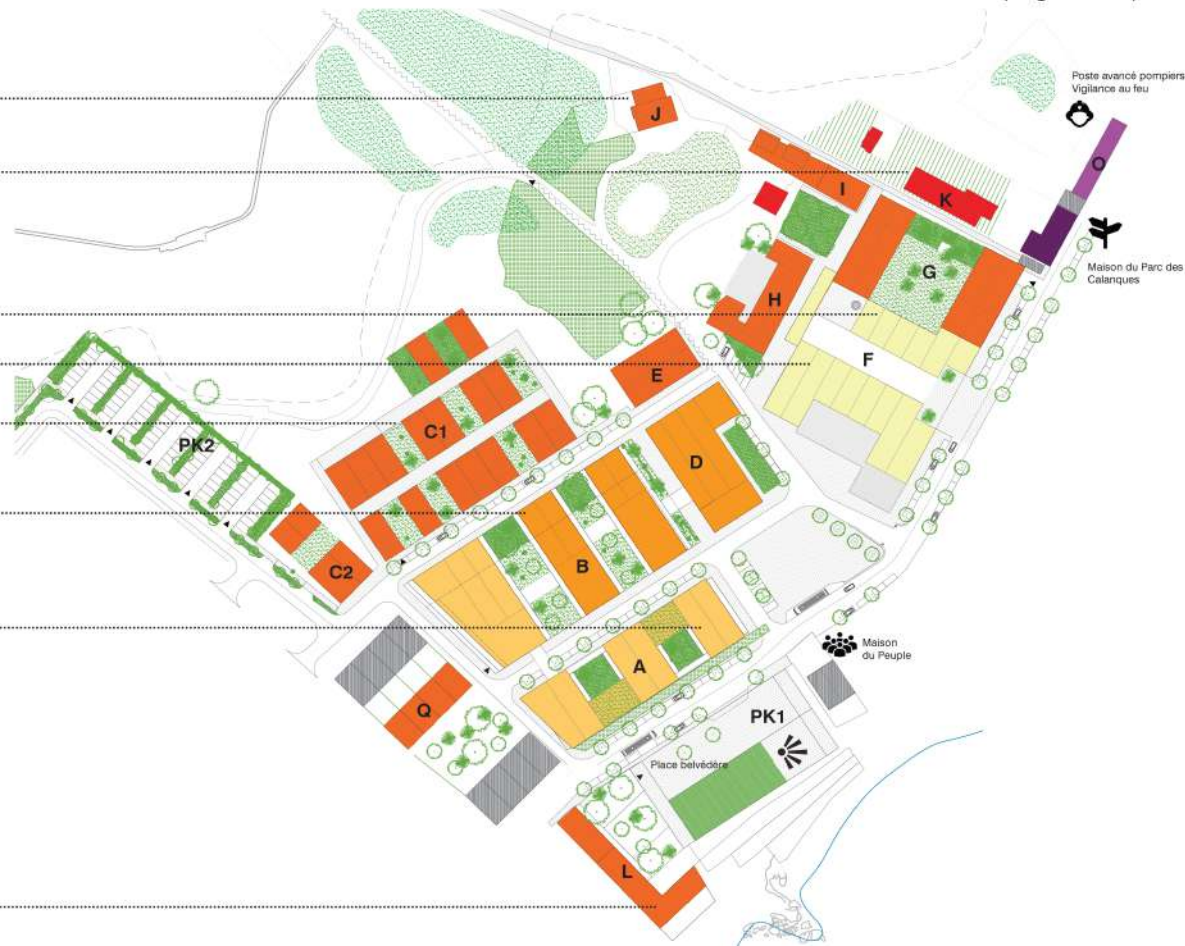 Poste avancé pompiers
Vigilance au feu
J
O
I
K
Maison du Parc des
Calanques
G
H
F
E
C1
PK2
D
B
C2
Maison
du Peuple
A
Q
PK1
Place belvédère
L